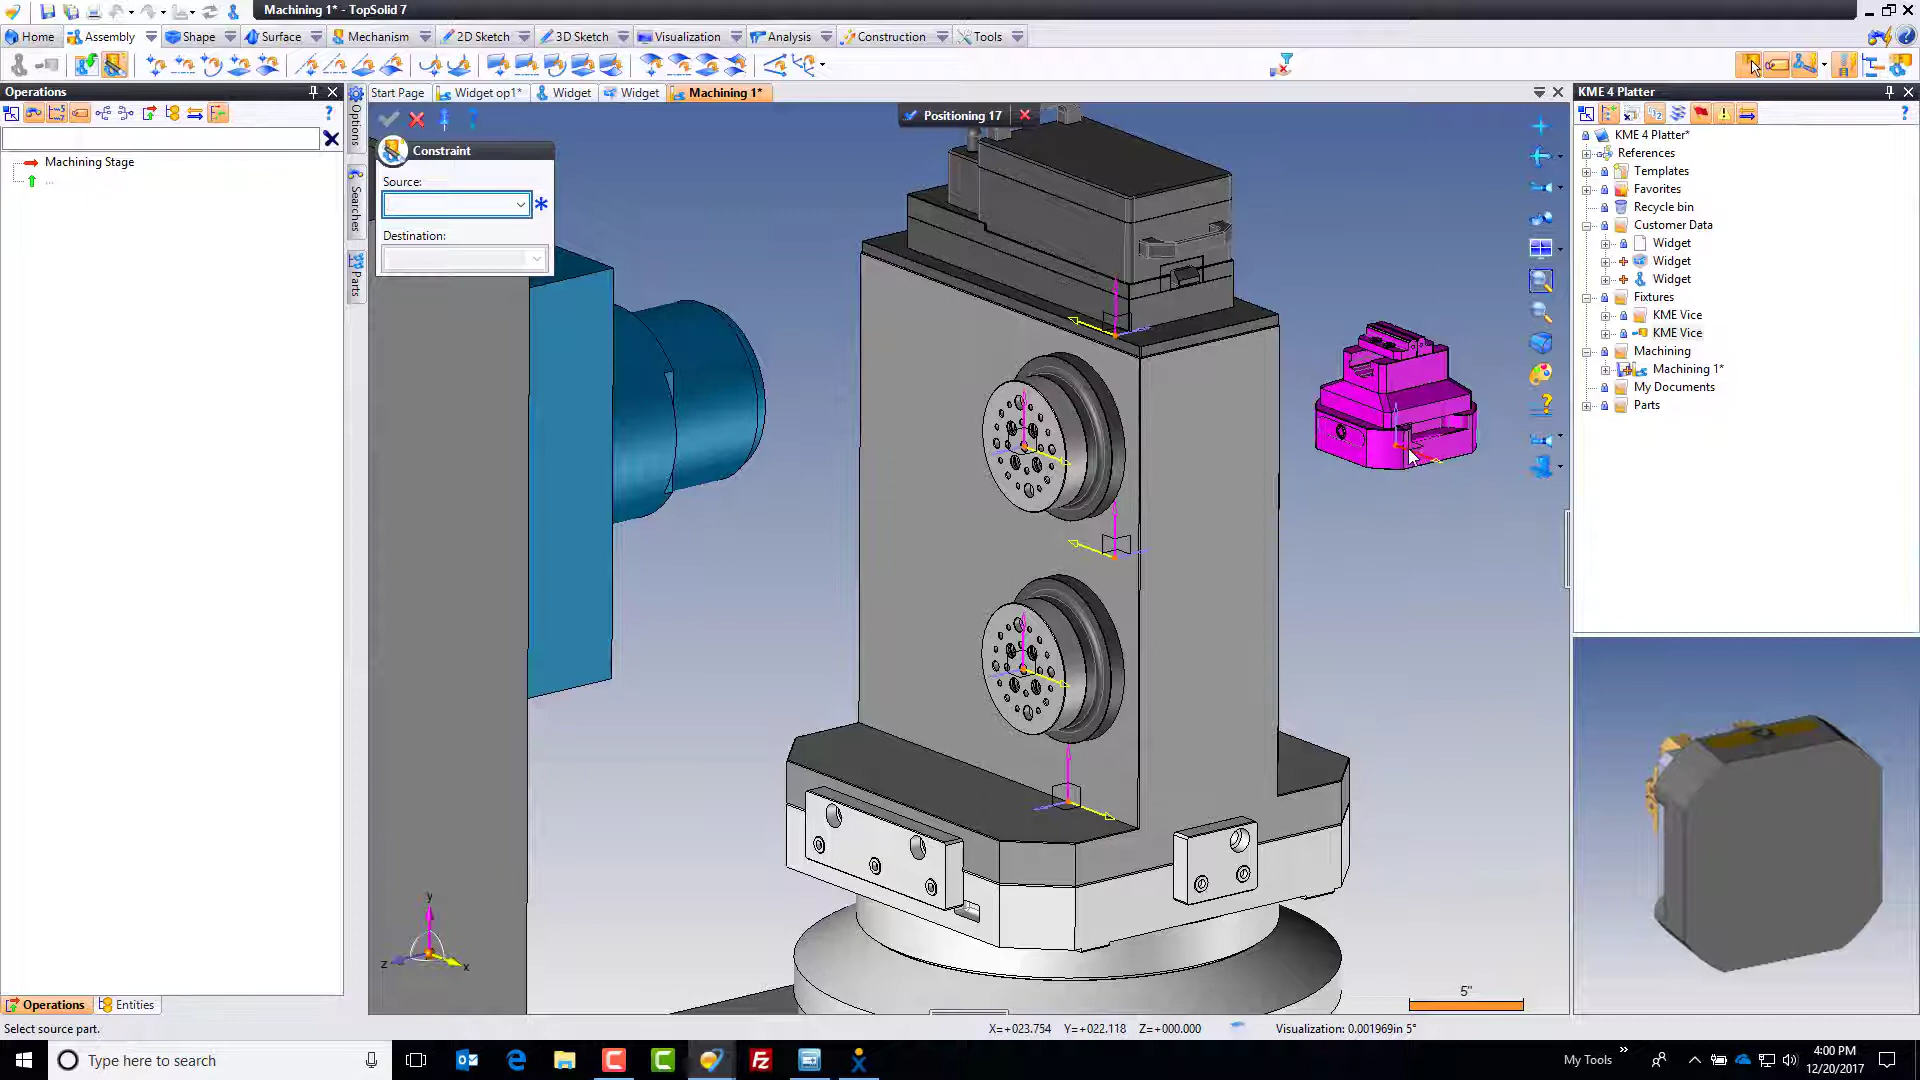 Machining 1* - TopSolid 7
Home
Assembly
Shape
Surface
Mechanism
2D Sketch
3D Sketch
Visualization
Analysis
Construction
Tools
Operations
Start Page
Widget op1*
Widget
Widget
Machining 1*
KME 4 Platter
Options
Searches
Parts
Positioning 17
Constraint
Source:
Destination:
Machining Stage
...
KME 4 Platter*
References
Templates
Favorites
Recycle bin
Customer Data
Widget
Widget
Widget
Fixtures
KME Vice
KME Vice
Machining
Machining 1*
My Documents
Parts
y
z
x
5"
Operations
Entities
Select source part.
X=+023.754 Y=+022.118 Z=+000.000
Visualization: 0.001969in 5°
Type here to search
My Tools
4:00 PM
12/20/2017